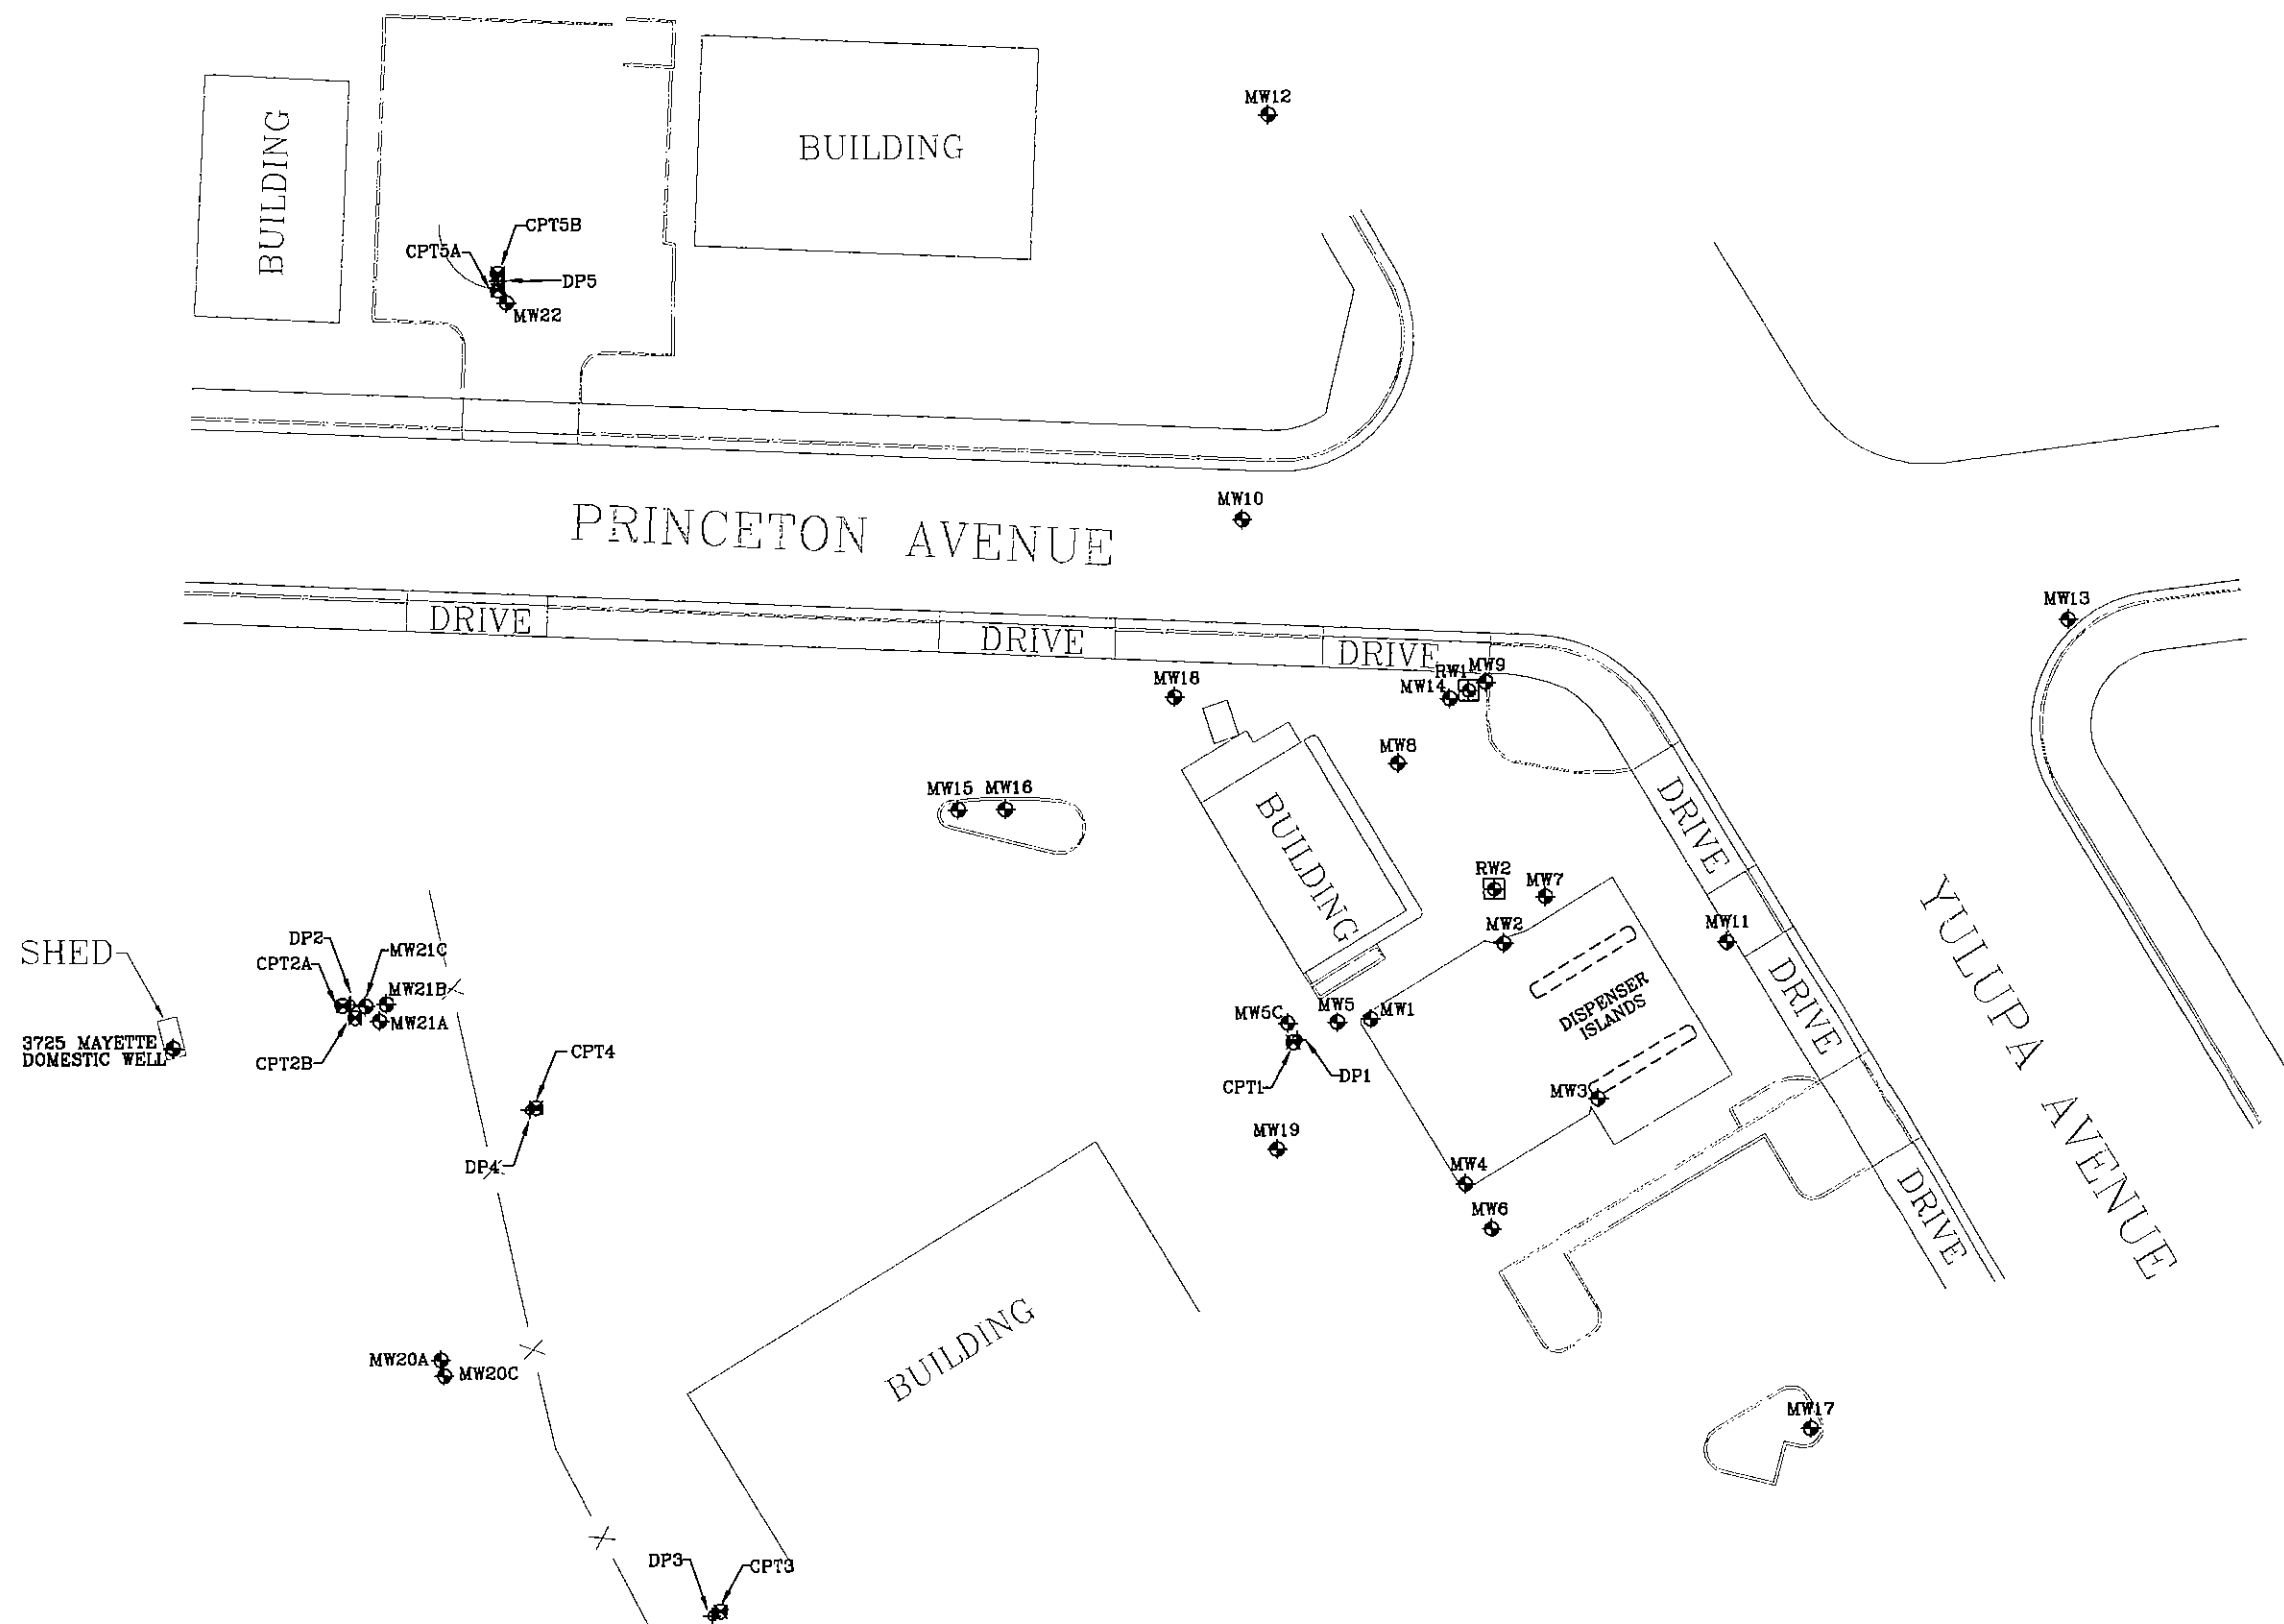 MW12
BUILDING
BUILDING
CPT5B
CPT5A
DP5
MW22
MW10
PRINCETON AVENUE
MW13
DRIVE
DRIVE
DRIVE
RW1
MW9
MW18
MW14
MW8
MW15
MW16
BUILDING
DRIVE
RW2
MW7
MW2
MW11
YULUPA AVENUE
SHED
DP2
MW21C
CPT2A
MW21B
MW21A
3725 MAYETTE
DOMESTIC WELL
CPT2B
CPT4
DP4
MW5C
MW5
MW1
DISPENSER
ISLANDS
DRIVE
CPT1
DP1
MW3
MW19
MW4
MW6
DRIVE
MW20A
MW20C
BUILDING
MW17
DP3
CPT3